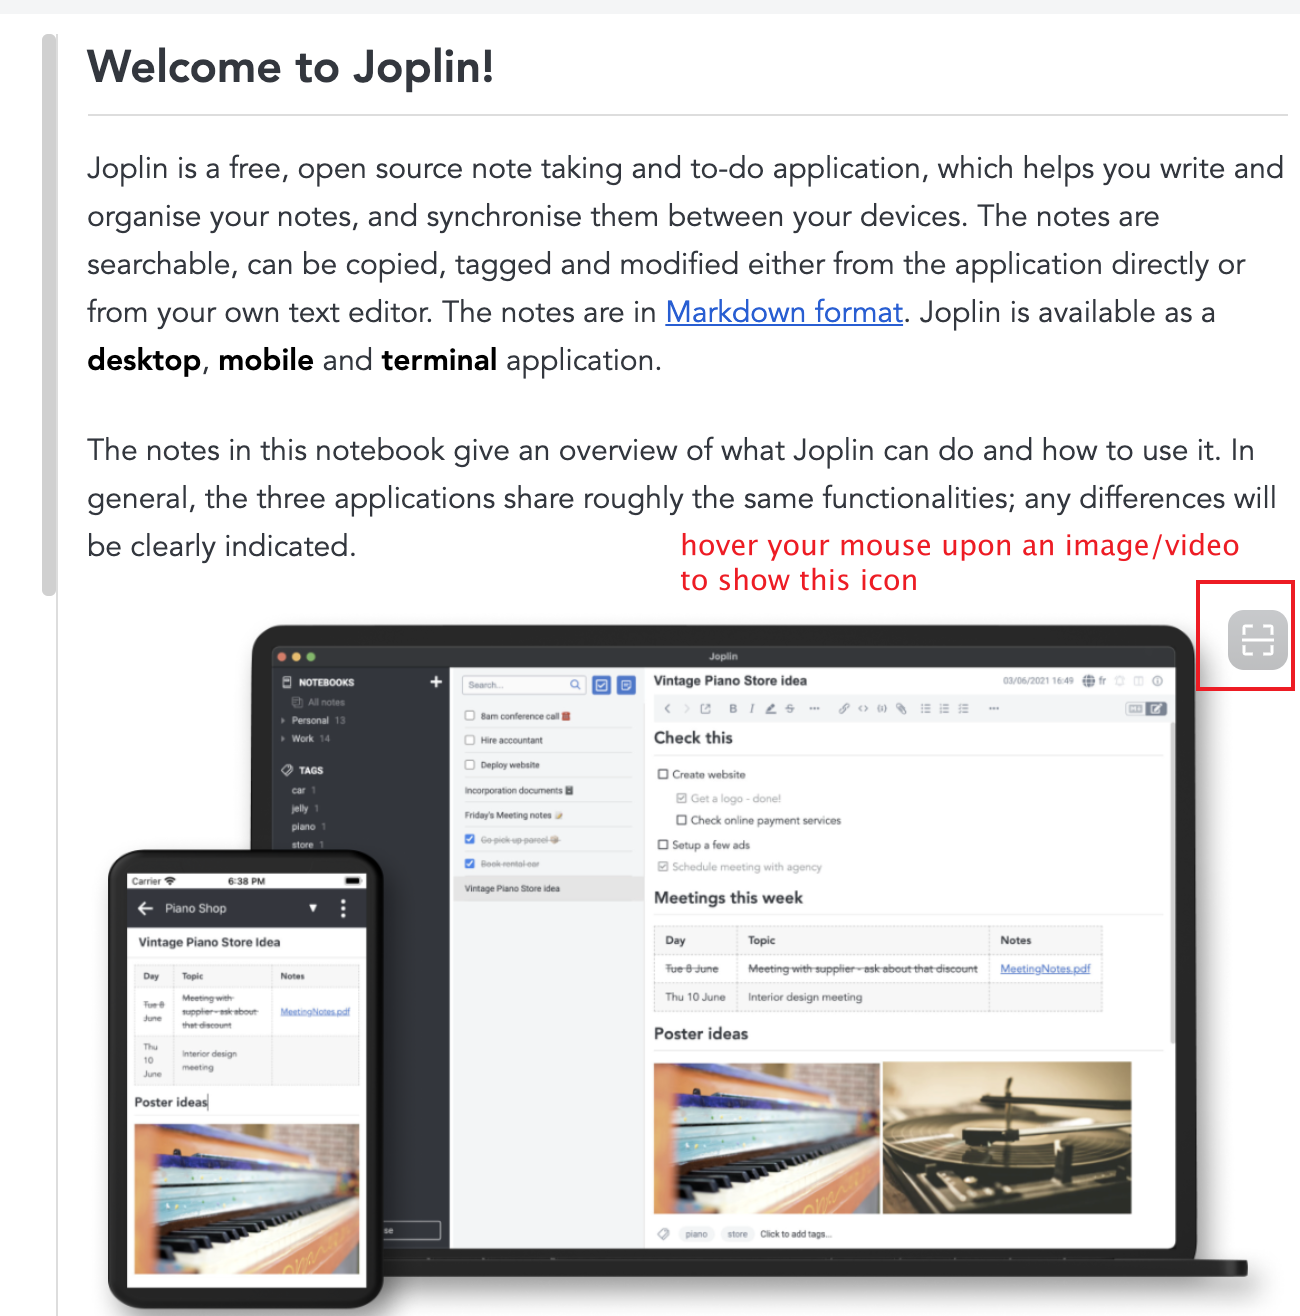 Welcome to Joplin!
Joplin is a free, open source note taking and to-do application, which helps you write and
organise your notes, and synchronise them between your devices. The notes are
searchable, can be copied, tagged and modified either from the application directly or
from your own text editor. The notes are in Markdown format. Joplin is available as a
desktop, mobile and terminal application.
The notes in this notebook give an overview of what Joplin can do and how to use it. In
general, the three applications share roughly the same functionalities; any differences will
be clearly indicated.
hover your mouse upon an image/video
to show this icon
Joplin
NOTEBOOKS
All notes
Personal 13
Work 14
TAGS
car 1
jelly 1
piano 1
store 1
Search...
8am conference call
Hire accountant
Deploy website
Incorporation documents
Friday's Meeting notes
Go pick up parcel
Book rental car
Vintage Piano Store idea
Vintage Piano Store idea
03/06/2021 16:49
fr
Check this
Create website
Get a logo - done!
Check online payment services
Setup a few ads
Schedule meeting with agency
Meetings this week
Day Topic Notes
Tue 8 June Meeting with supplier - ask about that discount MeetingNotes.pdf
Thu 10 June Interior design meeting
Poster ideas
piano store Click to add tags...
Carrier 6:38 PM
Piano Shop
Vintage Piano Store Idea
Day Topic Notes
Tue 8
June
Meeting with
supplier - ask about
that discount
MeetingNotes.pdf
Thu
10
June
Interior design
meeting
Poster ideas